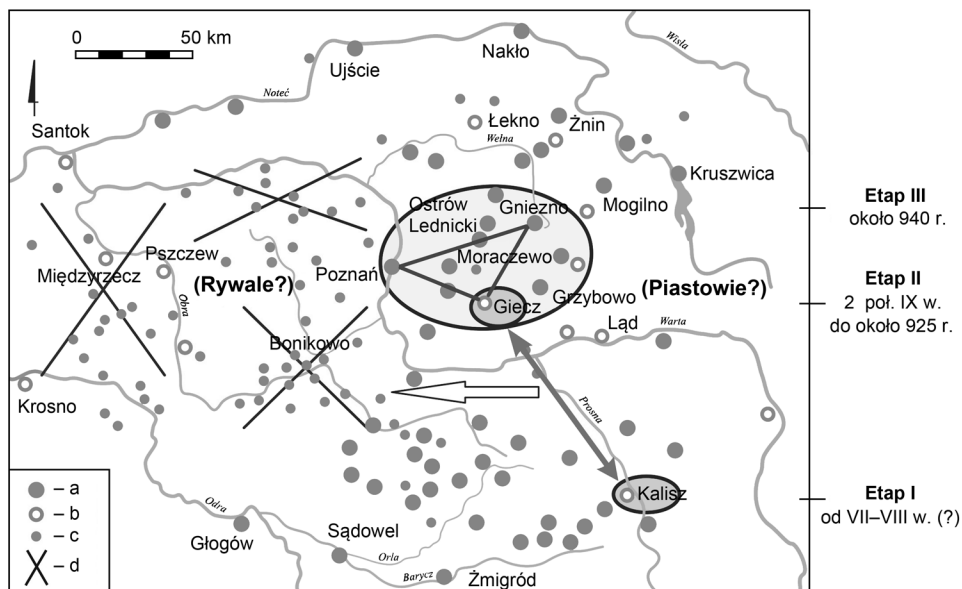 0 50 km
Nakło
Wisła
Ujście
Noteć
Santok
Łekno
Żnin
Wełna
Kruszwica
Etap III
około 940 r.
Ostrów
Lednicki
Gniezno
Mogilno
Pszczew
Międzyrzecz
(Rywale?)
Poznań
Moraczewo
Giecz
Grzybowo
(Piastowie?)
Etap II
2 poł. IX w.
do około 925 r.
Obra
Bonikowo
Ląd
Warta
Krosno
Prosna
Kalisz
Etap I
od VII–VIII w. (?)
– a
– b
– c
– d
Odra
Głogów
Sądowel
Orla
Barycz
Żmigród